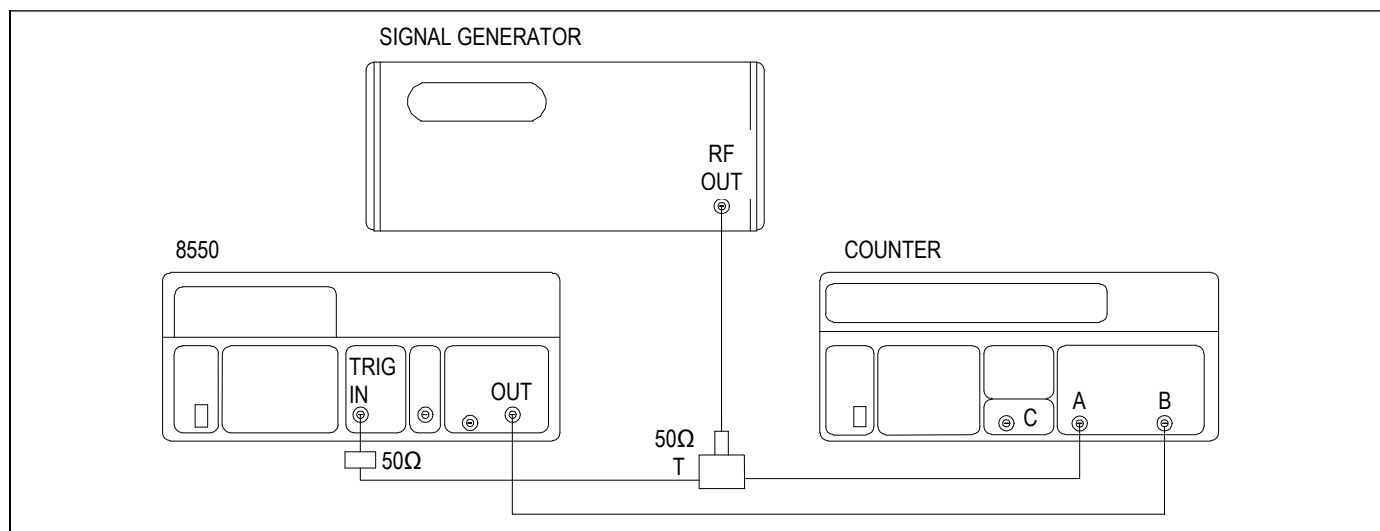 SIGNAL GENERATOR
RF
OUT
8550
COUNTER
TRIG
IN
OUT
C
A
B
50Ω
50Ω
T